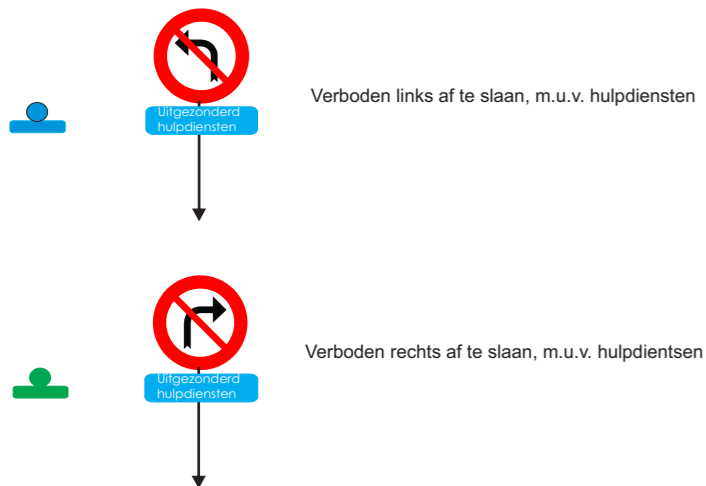 Verboden links af te slaan, m.u.v. hulpdiensten
Uitgezonderd
hulpdiensten
Verboden rechts af te slaan, m.u.v. hulpdientsen
Uitgezonderd
hulpdiensten